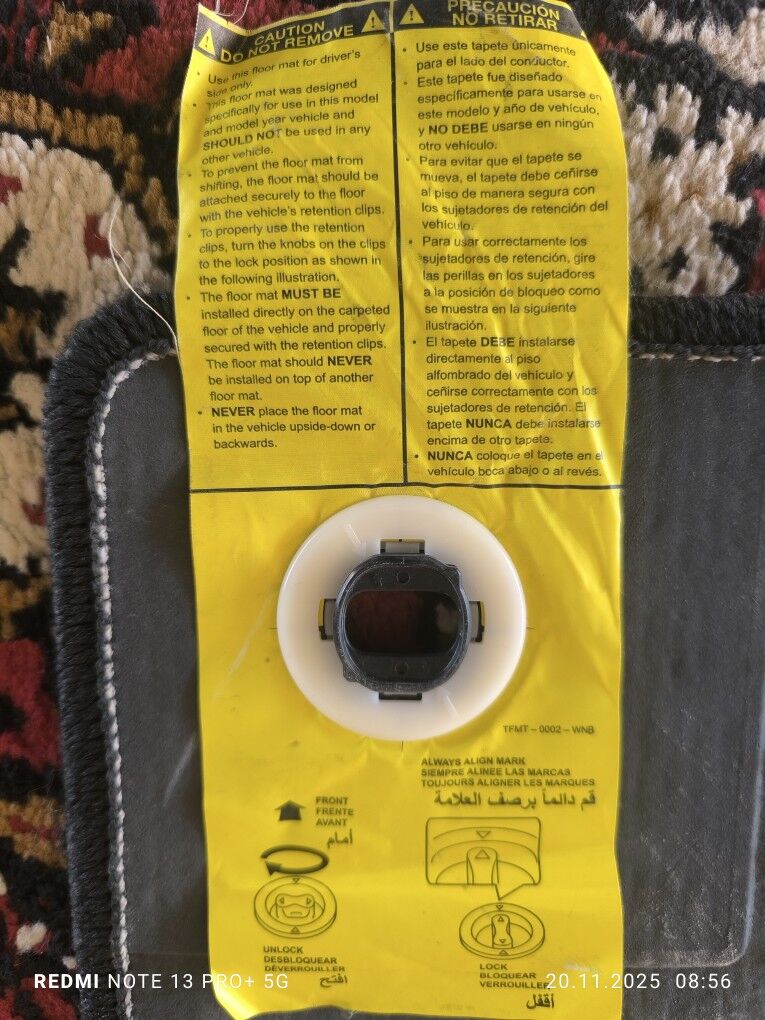 CAUTION
DO NOT REMOVE
• Use this floor mat for driver's
side only.
• This floor mat was designed
specifically for use in this model
and model year vehicle and
SHOULD NOT be used in any
other vehicle.
• To prevent the floor mat from
shifting, the floor mat should be
attached securely to the floor
with the vehicle's retention clips.
• To properly use the retention
clips, turn the knobs on the clips
to the lock position as shown in
the following illustration.
• The floor mat MUST BE
installed directly on the carpeted
floor of the vehicle and properly
secured with the retention clips.
The floor mat should NEVER
be installed on top of another
floor mat.
• NEVER place the floor mat
in the vehicle upside-down or
backwards.
PRECAUCIÓN
NO RETIRAR
• Use este tapete únicamente
para el lado del conductor.
• Este tapete fue diseñado
específicamente para usarse en
este modelo y año de vehículo,
y NO DEBE usarse en ningún
otro vehículo.
• Para evitar que el tapete se
mueva, el tapete debe ceñirse
al piso de manera segura con
los sujetadores de retención del
vehículo.
• Para usar correctamente los
sujetadores de retención, gire
las perillas en los sujetadores
a la posición de bloqueo como
se muestra en la siguiente
ilustración.
• El tapete DEBE instalarse
directamente al piso
alfombrado del vehículo y
ceñirse correctamente con los
sujetadores de retención. El
tapete NUNCA debe instalarse
encima de otro tapete.
• NUNCA coloque el tapete en el
vehículo boca abajo o al revés.
TFMT – 0002 – WNB
ALWAYS ALIGN MARK
SIEMPRE ALINEE LAS MARCAS
TOUJOURS ALIGNER LES MARQUES
قم دائماً برصف العلامة
FRONT
FRENTE
AVANT
أمام
UNLOCK
DESBLOQUEAR
DÉVERROUILLER
افتح
LOCK
BLOQUEAR
VERROUILLER
أقفل
REDMI NOTE 13 PRO+ 5G
20.11.2025 08:56